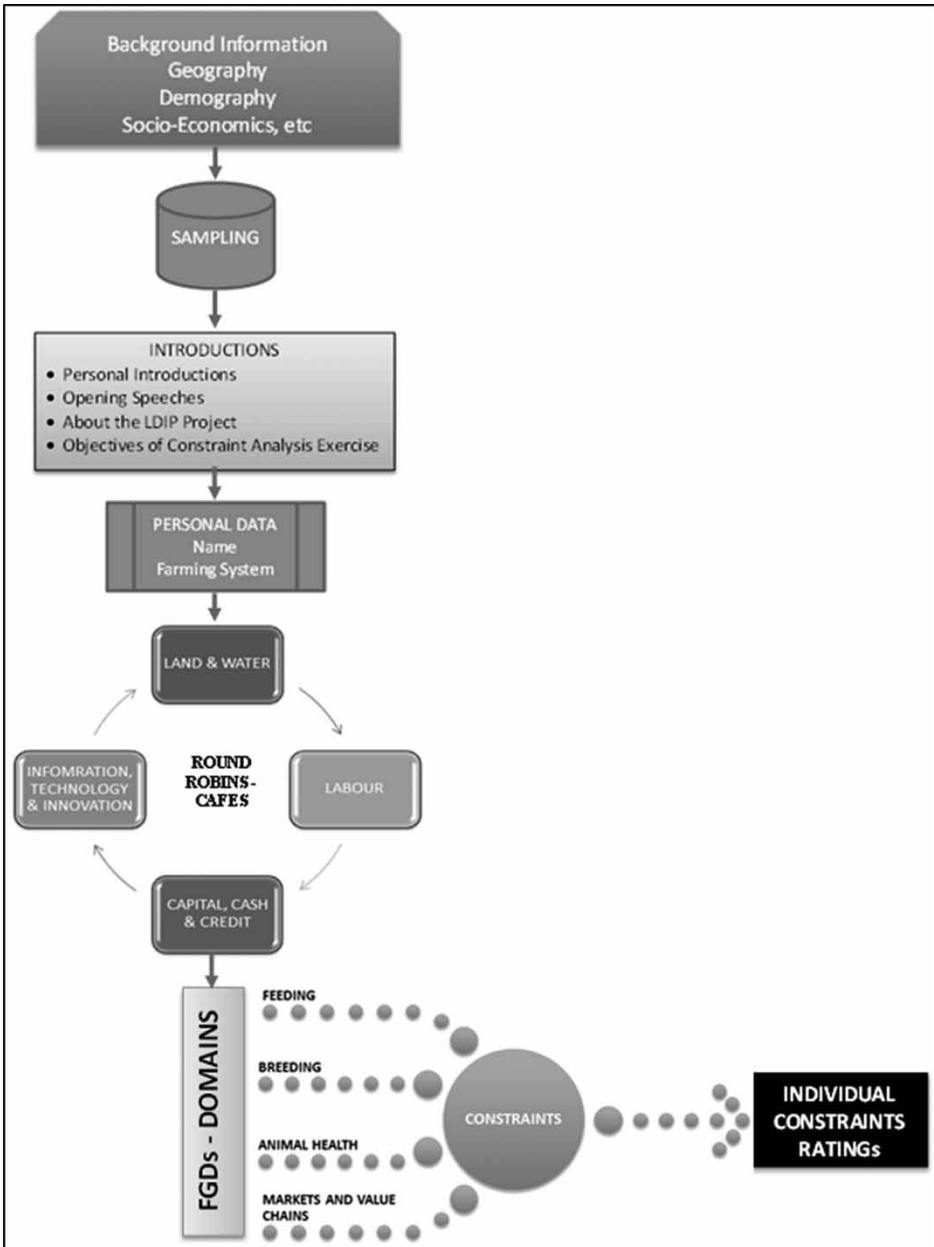 Background Information
Geography
Demography
Socio-Economics, etc
SAMPLING
INTRODUCTIONS
• Personal Introductions
• Opening Speeches
• About the LDIP Project
• Objectives of Constraint Analysis Exercise
PERSONAL DATA
Name
Farming System
LAND & WATER
INFOMRATION,
TECHNOLOGY
& INNOVATION
ROUND
ROBINS-
CAFES
LABOUR
CAPITAL, CASH
& CREDIT
FGDs - DOMAINS
FEEDING
BREEDING
ANIMAL HEALTH
MARKETS AND VALUE
CHAINS
CONSTRAINTS
INDIVIDUAL
CONSTRAINTS
RATINGs